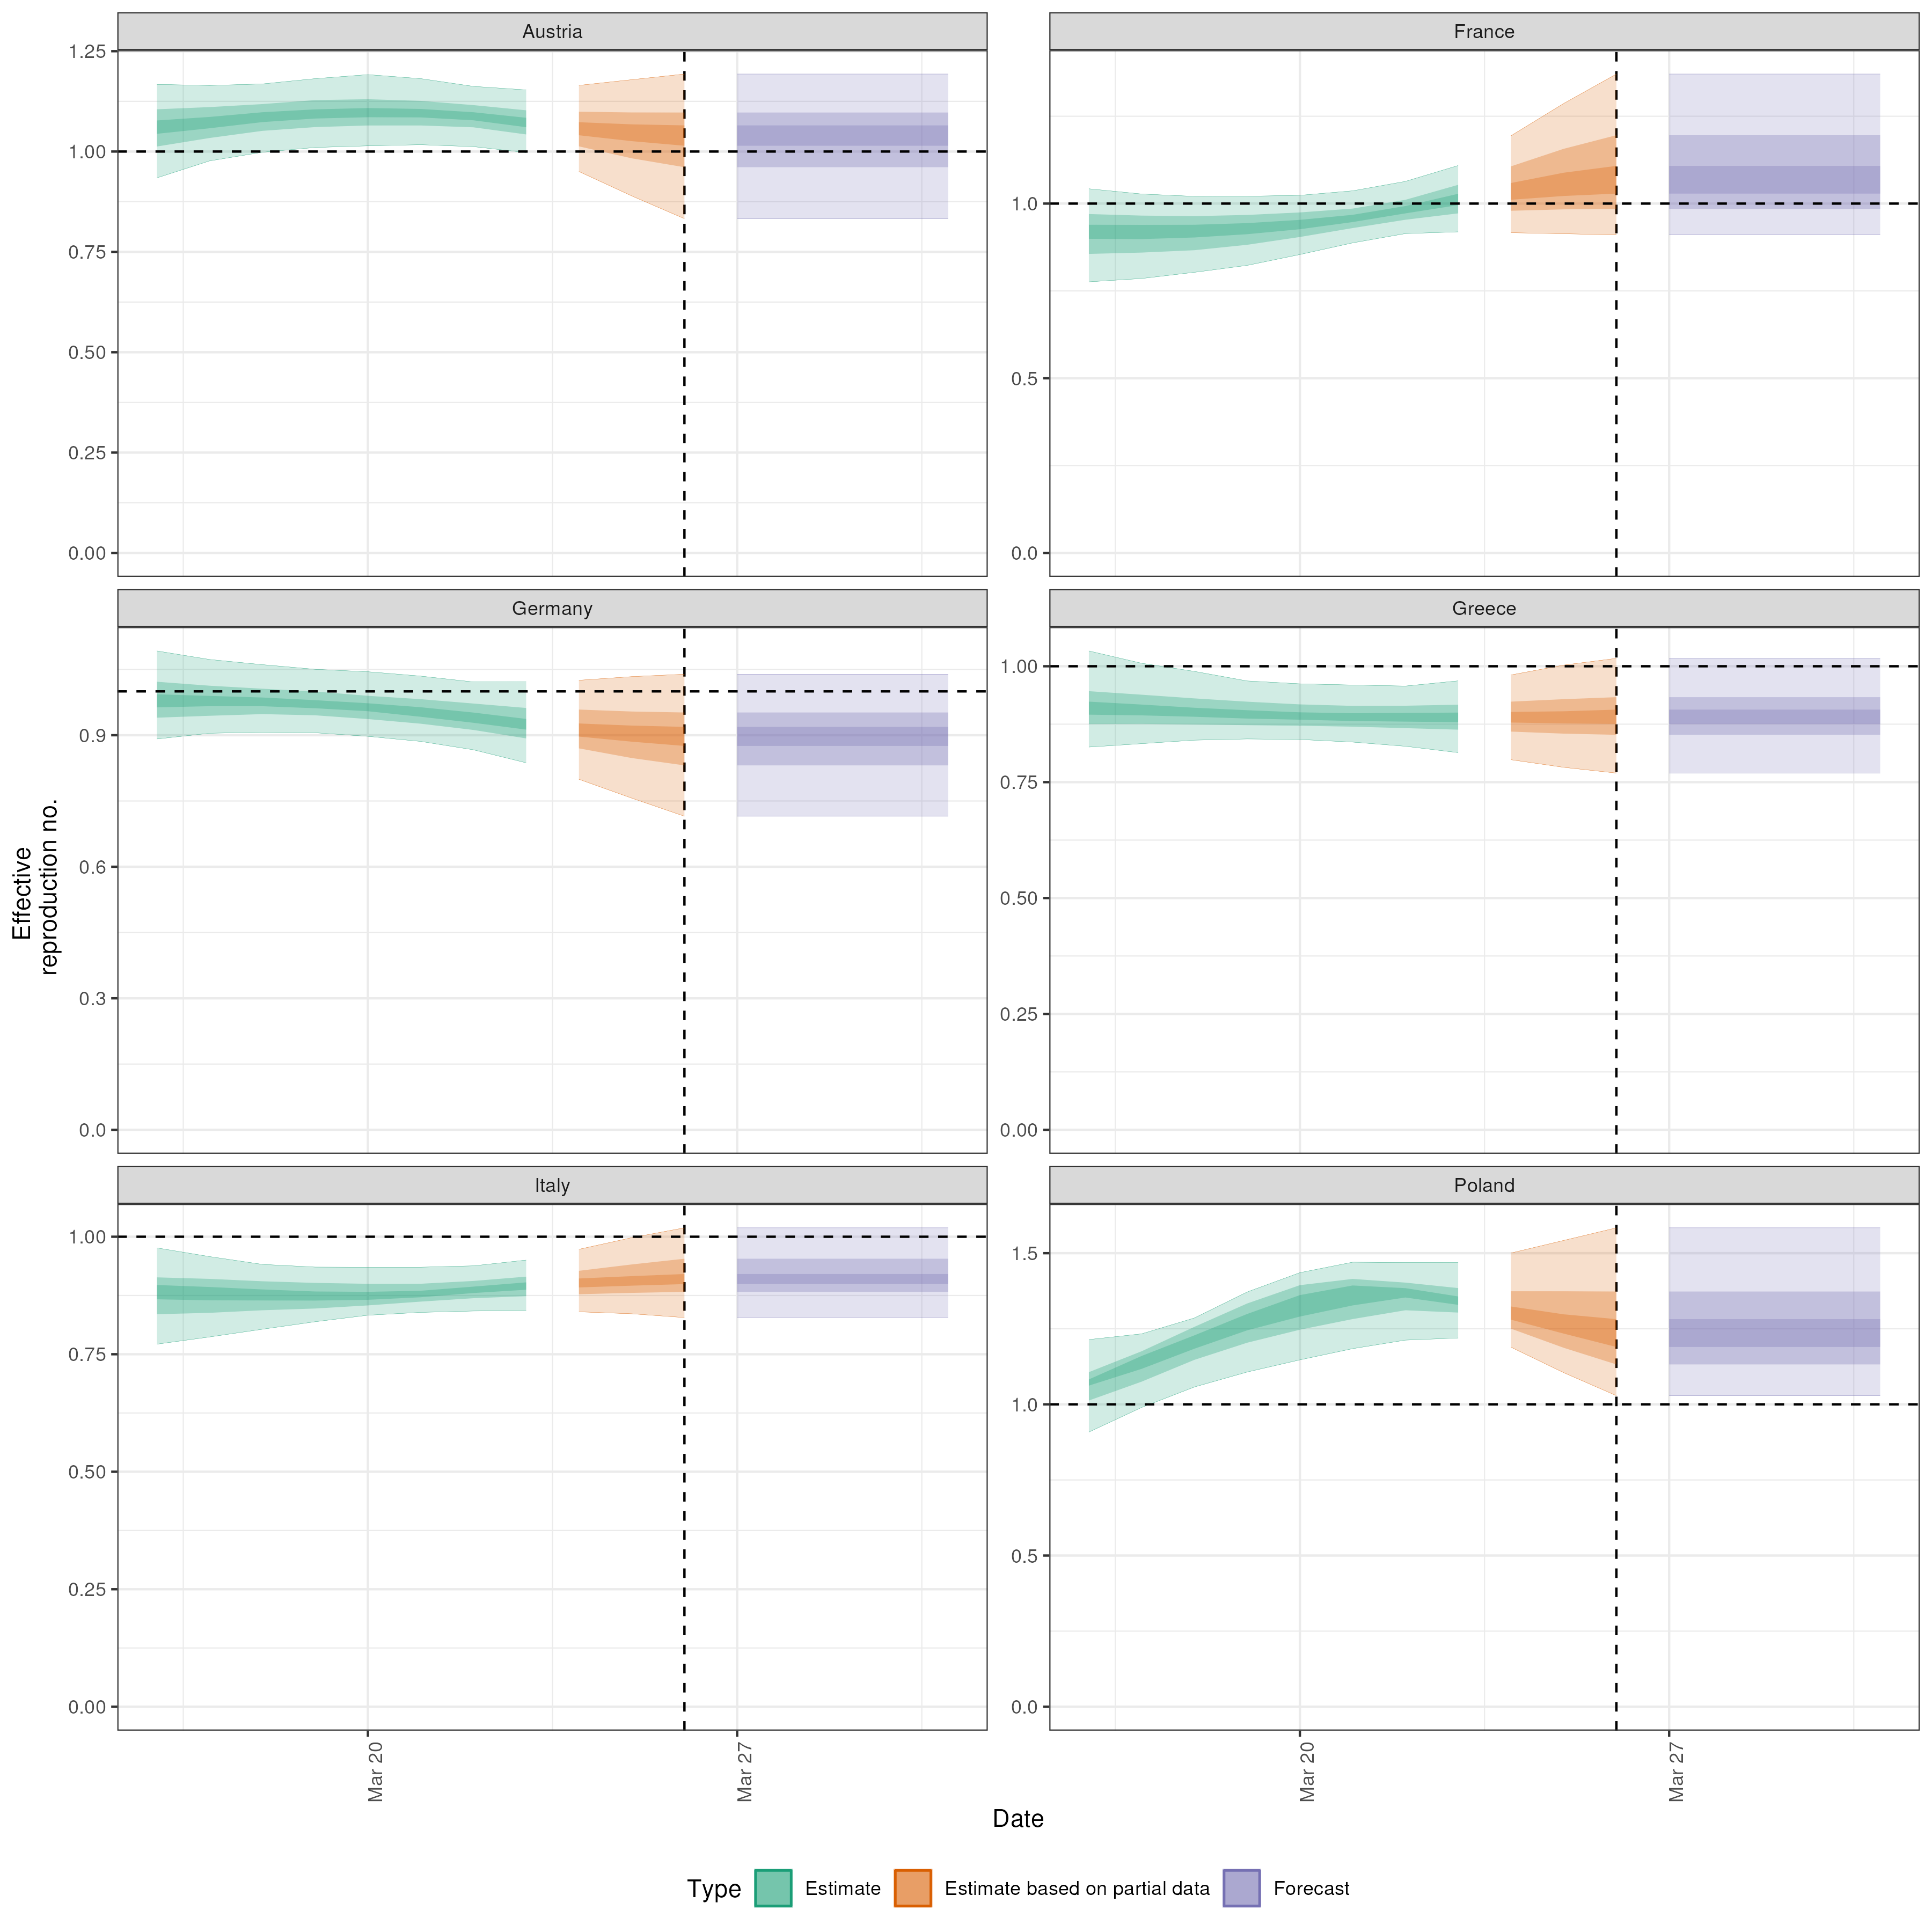 Austria
France
1.25
1.00
0.75
0.50
0.25
0.00
1.0
0.5
0.0
Germany
Greece
0.9
0.6
0.3
0.0
1.00
0.75
0.50
0.25
0.00
Italy
Poland
1.00
0.75
0.50
0.25
0.00
1.5
1.0
0.5
0.0
Effective
reproduction no.
Mar 20
Mar 27
Mar 20
Mar 27
Date
Type Estimate Estimate based on partial data Forecast